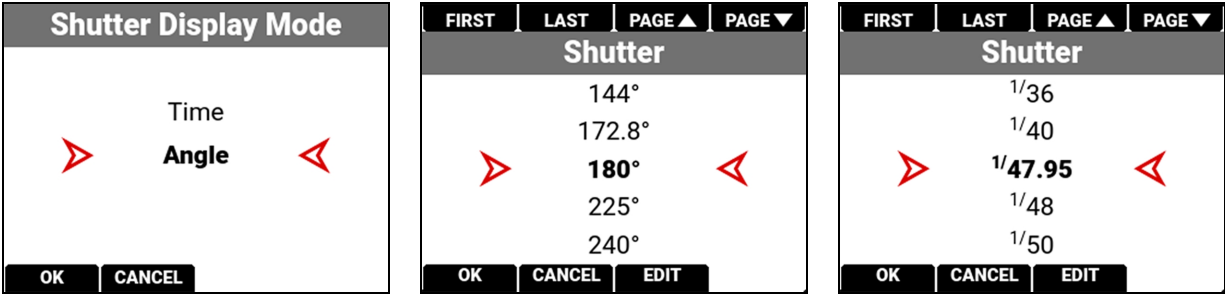 Shutter Display Mode
Time
Angle
OK CANCEL
FIRST LAST PAGE▲ PAGE▼
Shutter
144°
172.8°
180°
225°
240°
OK CANCEL EDIT
FIRST LAST PAGE▲ PAGE▼
Shutter
1/36
1/40
1/47.95
1/48
1/50
OK CANCEL EDIT